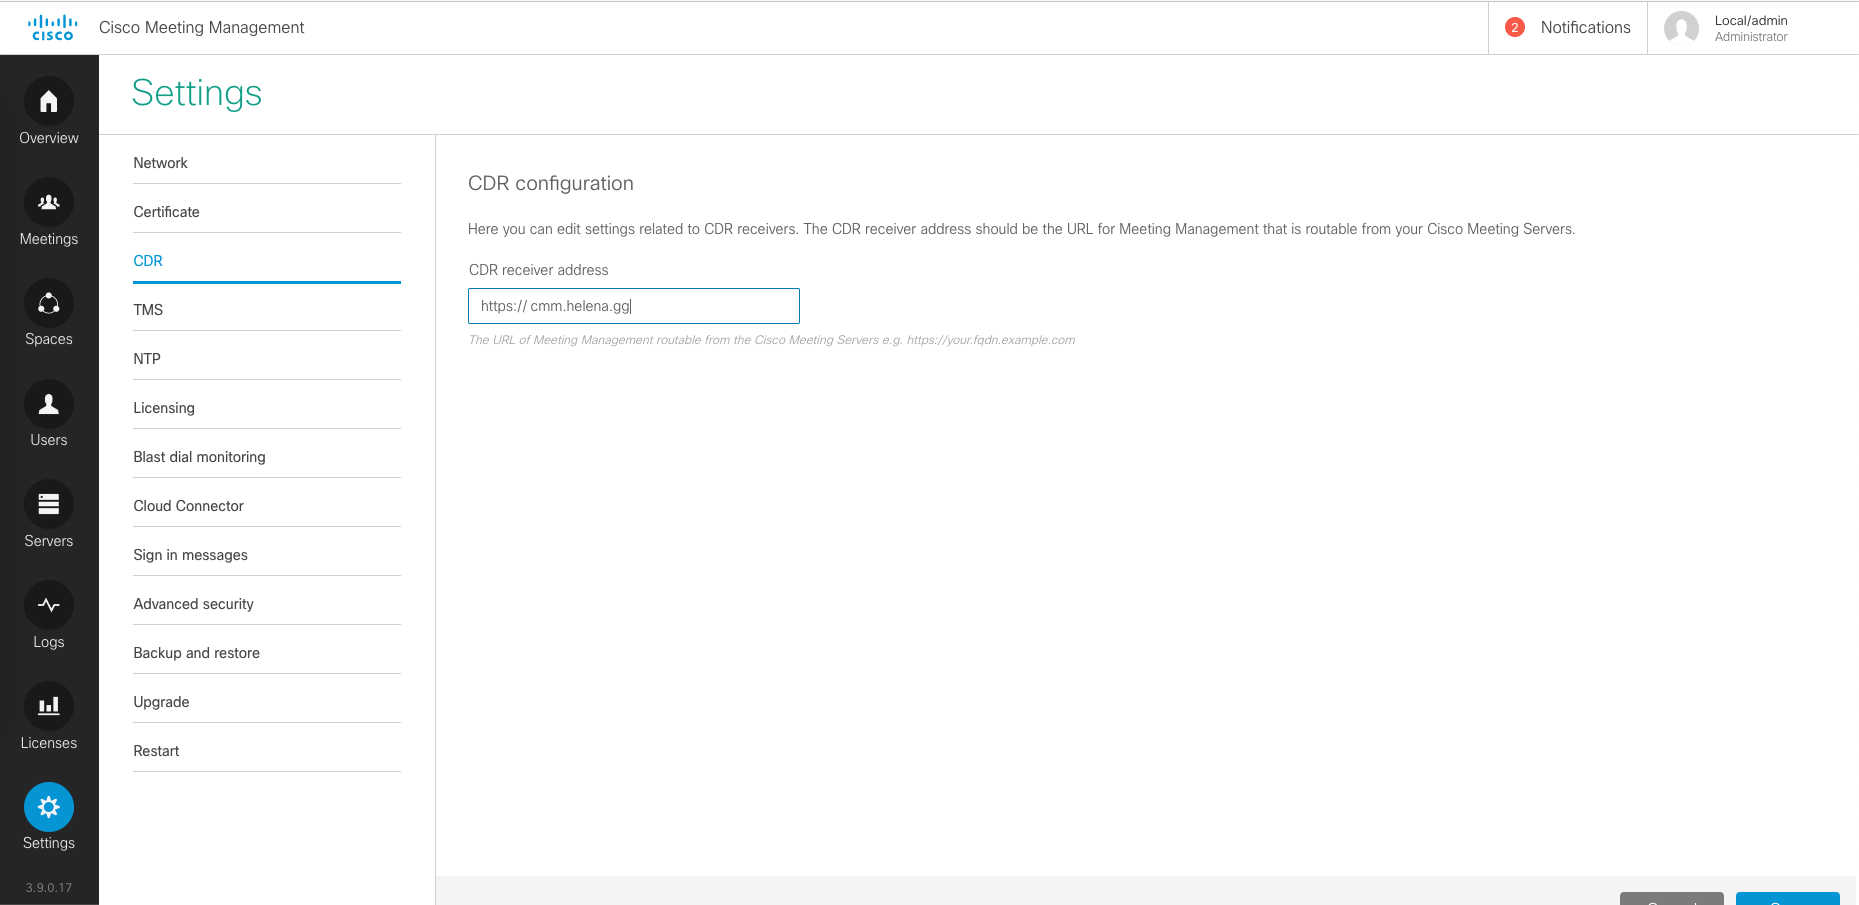 cisco
Cisco Meeting Management
2
Notifications
Local/admin
Administrator
Settings
Overview
Meetings
Spaces
Users
Servers
Logs
Licenses
Settings
3.9.0.17
Network
Certificate
CDR
TMS
NTP
Licensing
Blast dial monitoring
Cloud Connector
Sign in messages
Advanced security
Backup and restore
Upgrade
Restart
CDR configuration
Here you can edit settings related to CDR receivers. The CDR receiver address should be the URL for Meeting Management that is routable from your Cisco Meeting Servers.
CDR receiver address
https:// cmm.helena.gg
The URL of Meeting Management routable from the Cisco Meeting Servers e.g. https://your.fqdn.example.com